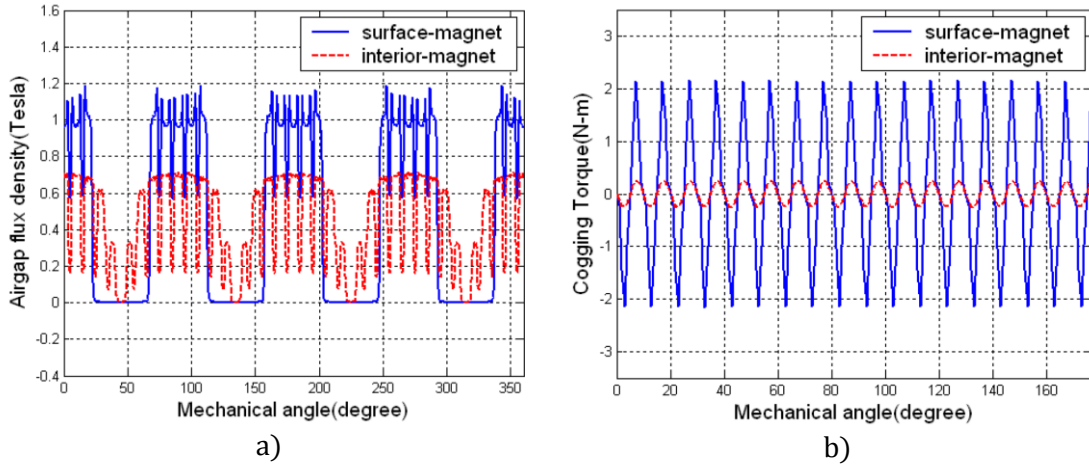 surface-magnet
interior-magnet
Airgap flux density(Tesla)
1.6
1.4
1.2
1
0.8
0.6
0.4
0.2
0
-0.2
-0.4
0 50 100 150 200 250 300 350
Mechanical angle(degree)
a)
surface-magnet
interior-magnet
Cogging Torque(N-m)
3
2
1
0
-1
-2
-3
0 20 40 60 80 100 120 140 160
Mechanical angle(degree)
b)